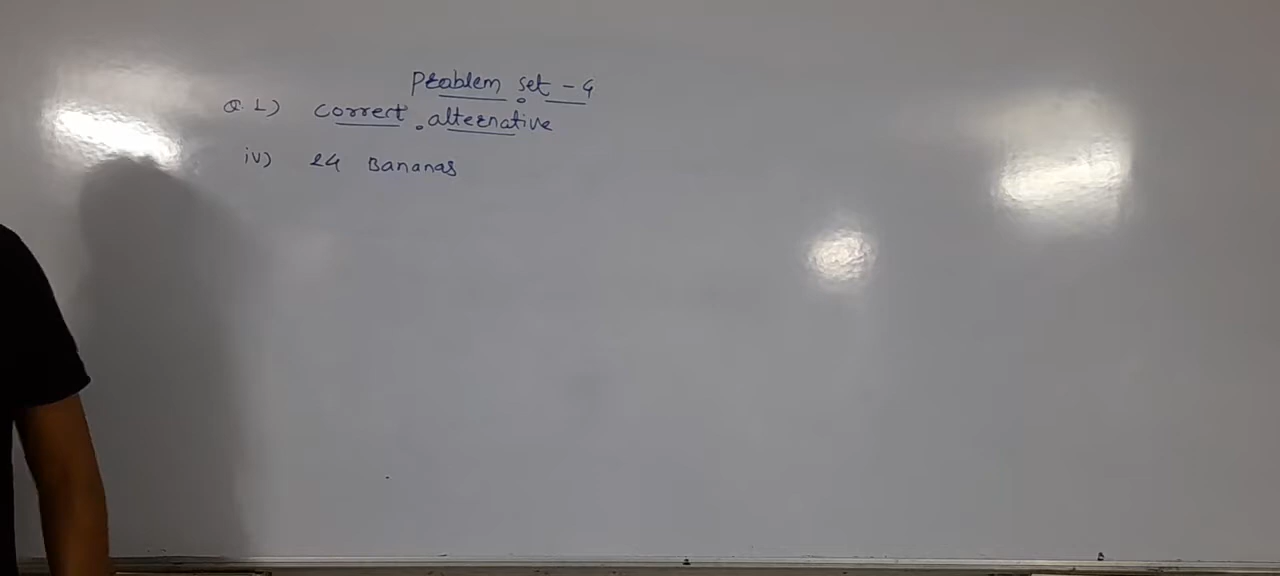 Problem set - 4
Q. 1) correct alternative
iv) 24 Bananas